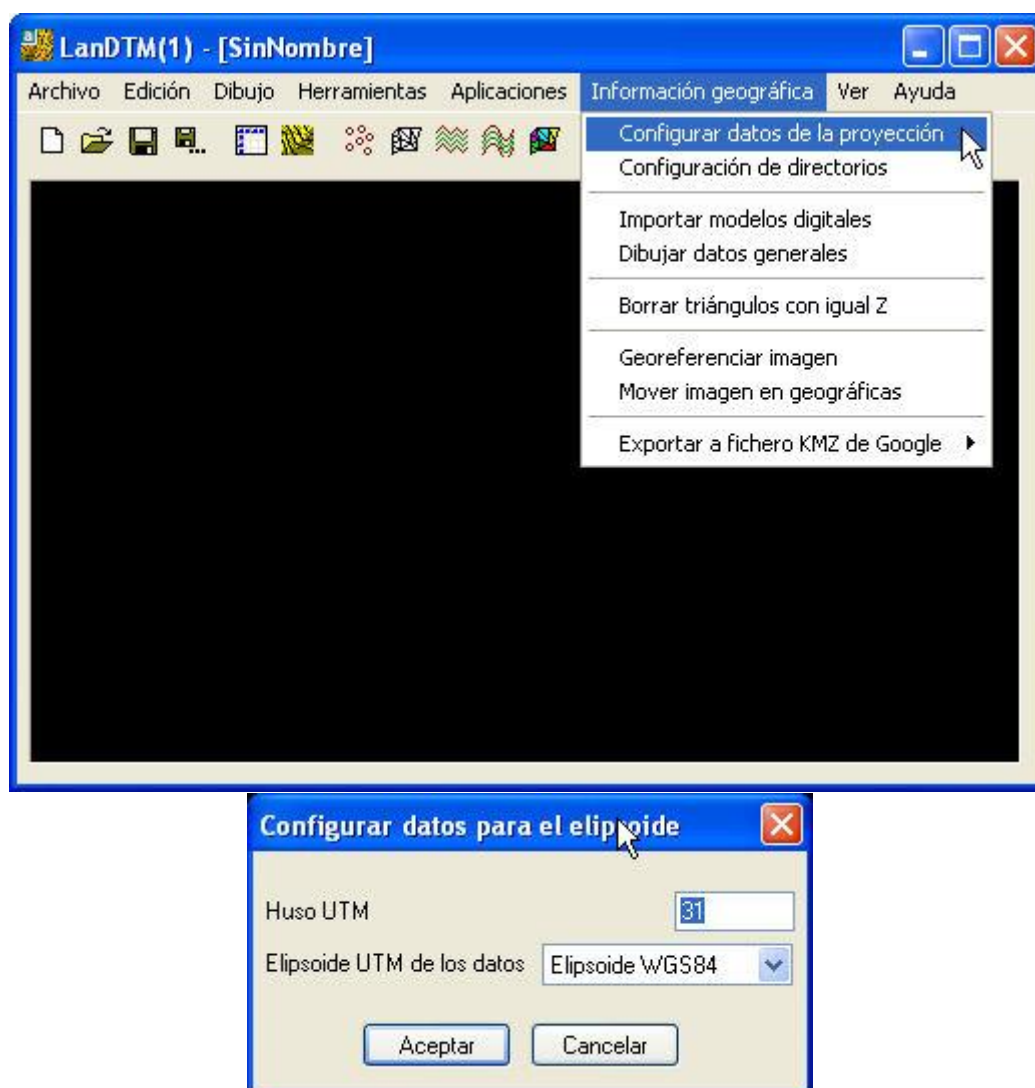 LanDTM(1) - [SinNombre]
Archivo Edición Dibujo Herramientas Aplicaciones Información geográfica Ver Ayuda
Configurar datos de la proyección
Configuración de directorios
Importar modelos digitales
Dibujar datos generales
Borrar triángulos con igual Z
Georeferenciar imagen
Mover imagen en geográficas
Exportar a fichero KMZ de Google
Configurar datos para el elipsoide
Huso UTM 31
Elipsoide UTM de los datos Elipsoide WGS84
Aceptar Cancelar